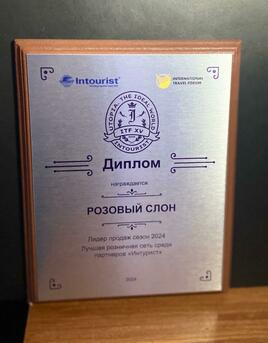 Intourist
INTERNATIONAL
TRAVEL FORUM
UTOPIA. THE IDEAL WORLD
ITF XV
INTOURIST
Диплом
награждается
РОЗОВЫЙ СЛОН
Лидер продаж сезон 2024
Лучшая розничная сеть среди
партнеров «Интурист»
2024